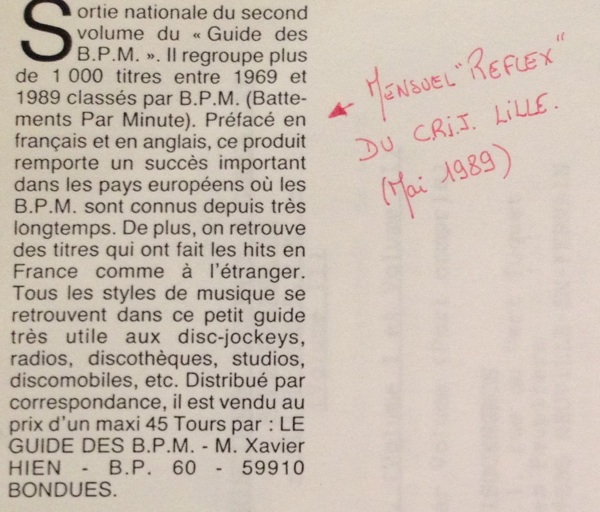 Sortie nationale du second
volume du « Guide des
B.P.M. ». Il regroupe plus
de 1 000 titres entre 1969 et
1989 classés par B.P.M. (Batte-
ments Par Minute). Préfacé en
français et en anglais, ce produit
remporte un succès important
dans les pays européens où les
B.P.M. sont connus depuis très
longtemps. De plus, on retrouve
des titres qui ont fait les hits en
France comme à l'étranger.
Tous les styles de musique se
retrouvent dans ce petit guide
très utile aux disc-jockeys,
radios, discothèques, studios,
discomobiles, etc. Distribué par
correspondance, il est vendu au
prix d'un maxi 45 Tours par : LE
GUIDE DES B.P.M. - M. Xavier
HIEN - B.P. 60 - 59910
BONDUES.
MENSUEL "REFLEX"
DU C.R.I.J. LILLE.
(Mai 1989)